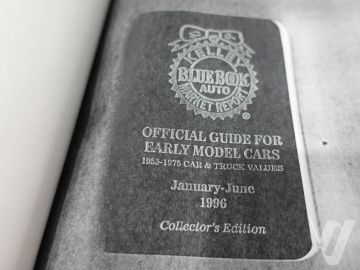 KELLEY
BLUE BOOK
AUTO
MARKET REPORT
®
OFFICIAL GUIDE FOR
EARLY MODEL CARS
1953-1975 CAR & TRUCK VALUES
January-June
1996
Collector's Edition